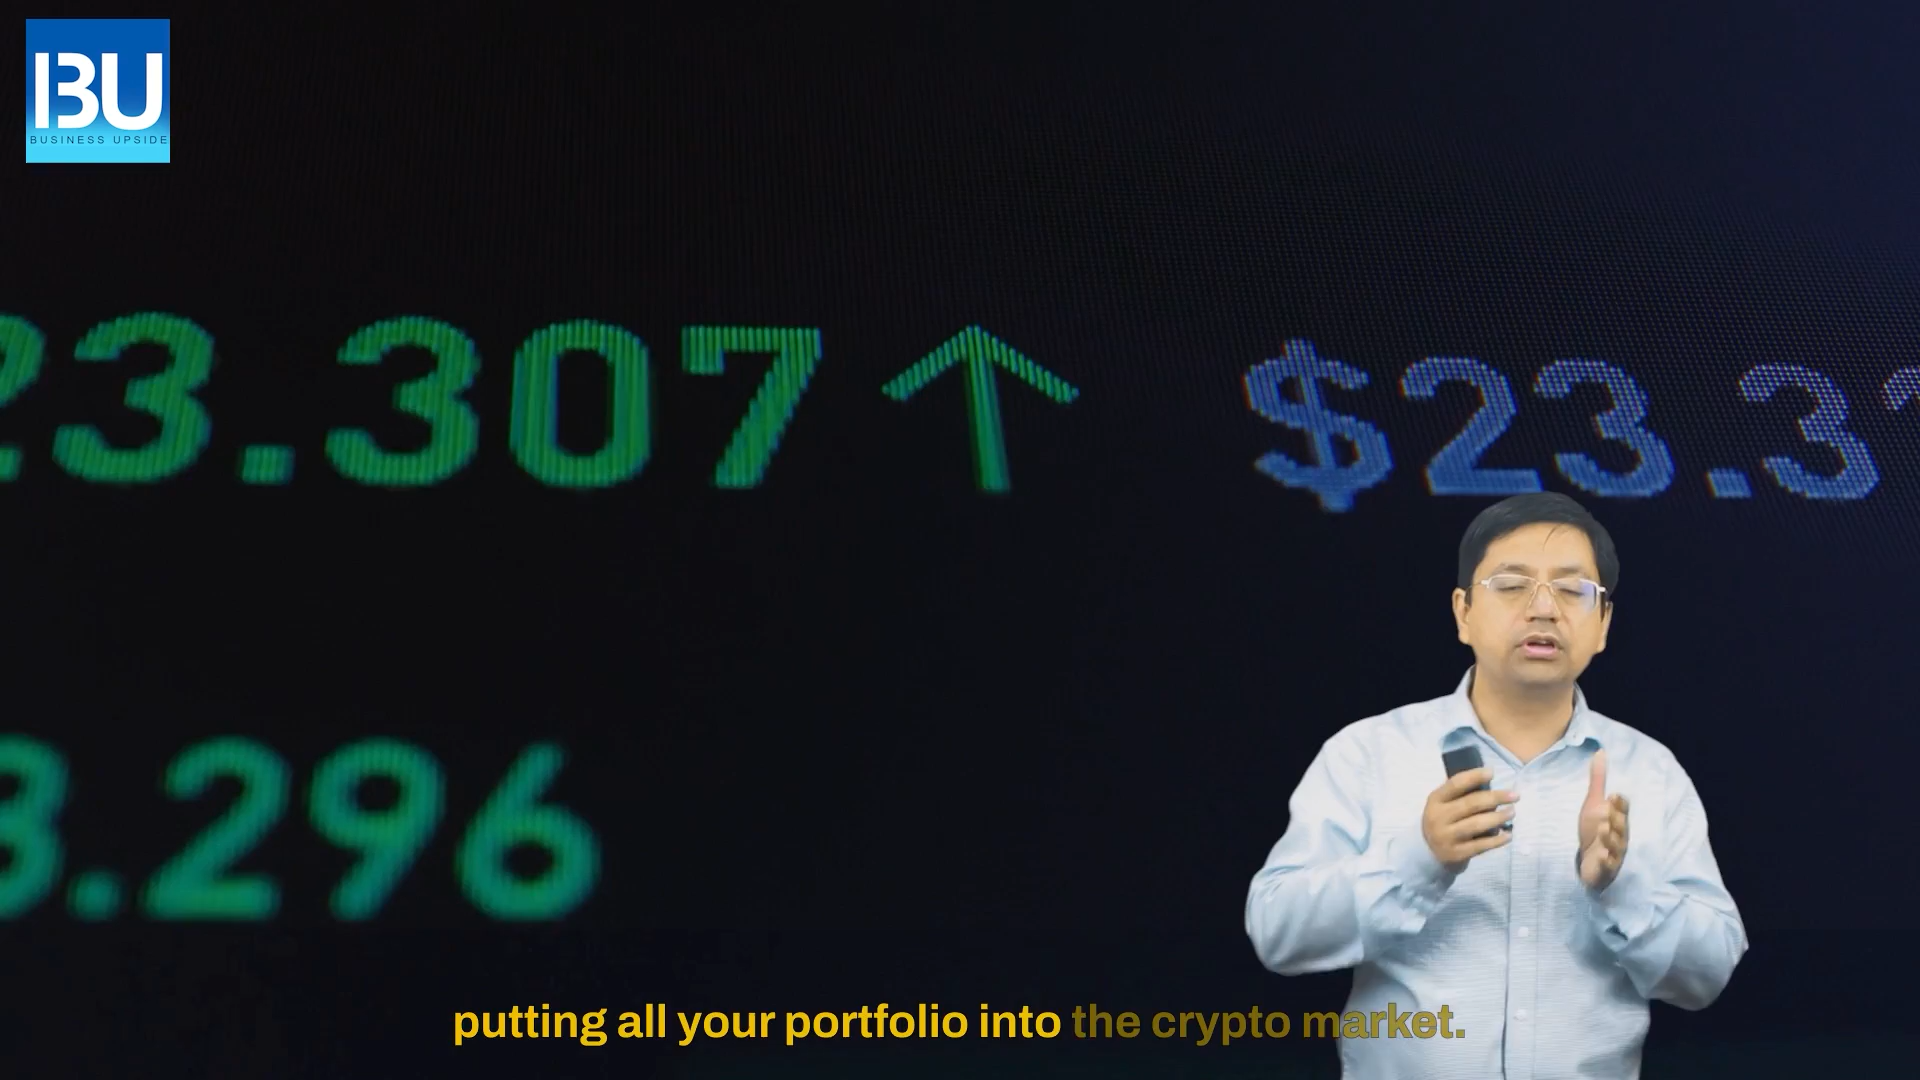 BU
BUSINESS UPSIDE
23.307↑
$23.3
3.296
putting all your portfolio into the crypto market.